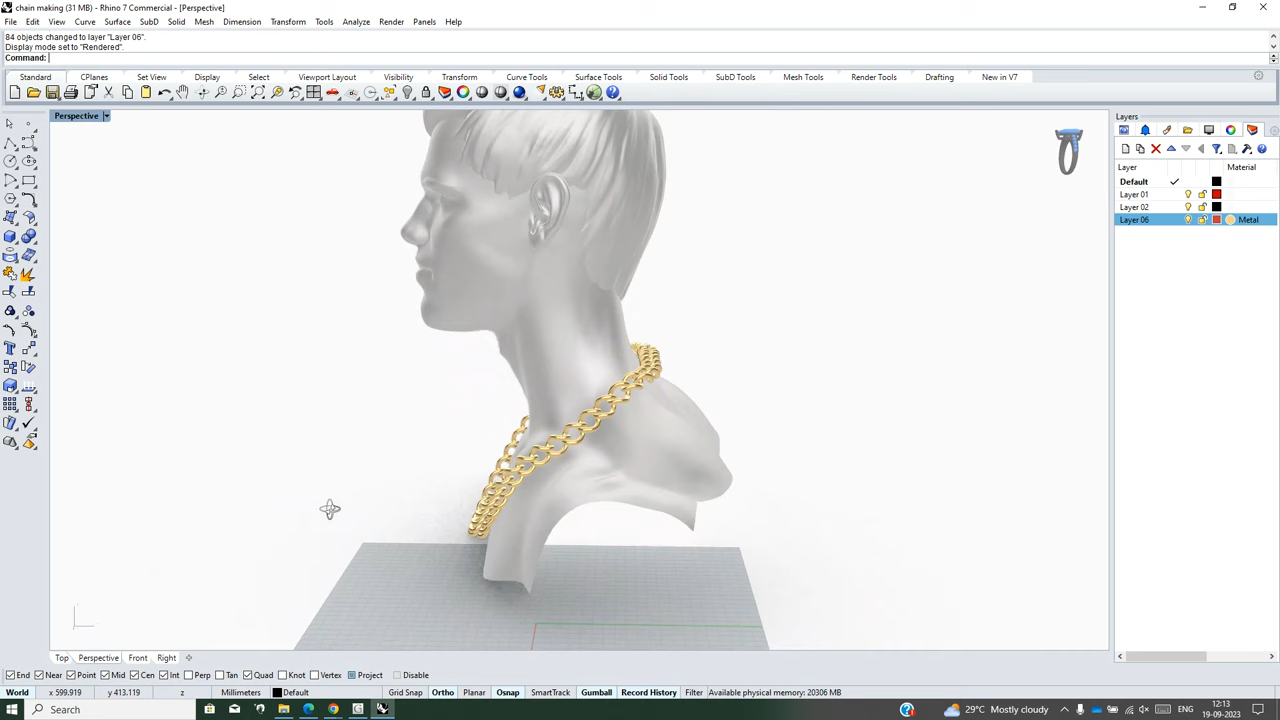 chain making (31 MB) - Rhino 7 Commercial - [Perspective]
File Edit View Curve Surface SubD Solid Mesh Dimension Transform Tools Analyze Render Panels Help
84 objects changed to layer "Layer 06".
Display mode set to "Rendered".
Command:
Standard CPlanes Set View Display Select Viewport Layout Visibility Transform Curve Tools Surface Tools Solid Tools SubD Tools Mesh Tools Render Tools Drafting New in V7
Perspective
Layers
Layer Material
Default
Layer 01
Layer 02
Layer 06 Metal
Top Perspective Front Right
End Near Point Mid Cen Int Perp Tan Quad Knot Vertex Project Disable
World x 599.919 y 413.119 z Millimeters Default Grid Snap Ortho Planar Osnap SmartTrack Gumball Record History Filter Available physical memory: 20306 MB
Search 29°C Mostly cloudy ENG 12:13
19-09-2023